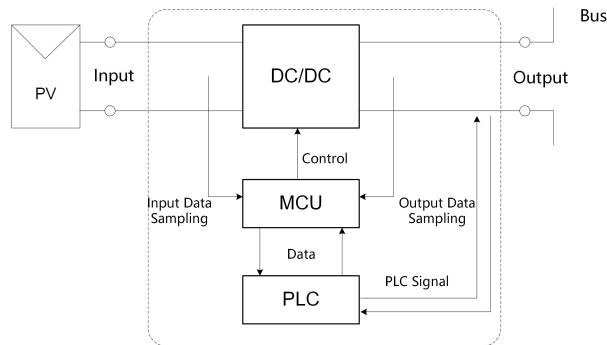 Bus
PV
Input
DC/DC
Output
Control
Input Data
Sampling
MCU
Output Data
Sampling
Data
PLC
PLC Signal